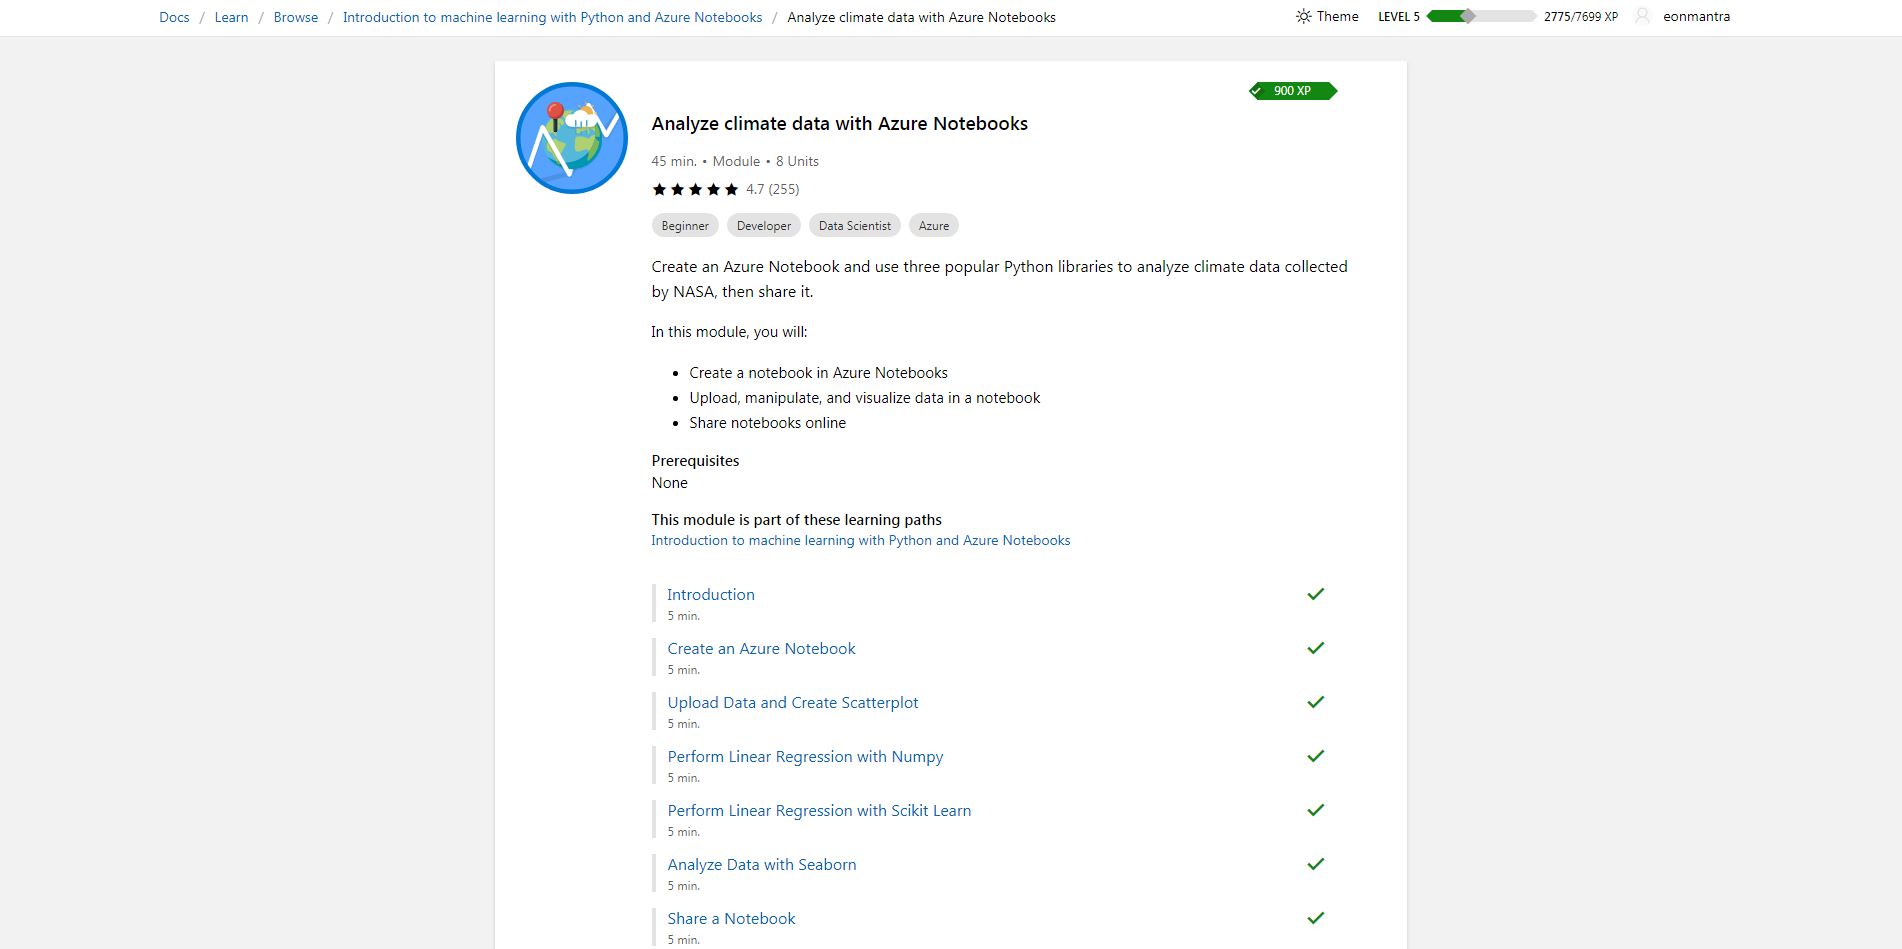 Docs / Learn / Browse / Introduction to machine learning with Python and Azure Notebooks / Analyze climate data with Azure Notebooks
Theme LEVEL 5 2775/7699 XP eonmantra
900 XP
Analyze climate data with Azure Notebooks
45 min. • Module • 8 Units
4.7 (255)
Beginner Developer Data Scientist Azure
Create an Azure Notebook and use three popular Python libraries to analyze climate data collected
by NASA, then share it.
In this module, you will:
• Create a notebook in Azure Notebooks
• Upload, manipulate, and visualize data in a notebook
• Share notebooks online
Prerequisites
None
This module is part of these learning paths
Introduction to machine learning with Python and Azure Notebooks
Introduction
5 min.
Create an Azure Notebook
5 min.
Upload Data and Create Scatterplot
5 min.
Perform Linear Regression with Numpy
5 min.
Perform Linear Regression with Scikit Learn
5 min.
Analyze Data with Seaborn
5 min.
Share a Notebook
5 min.